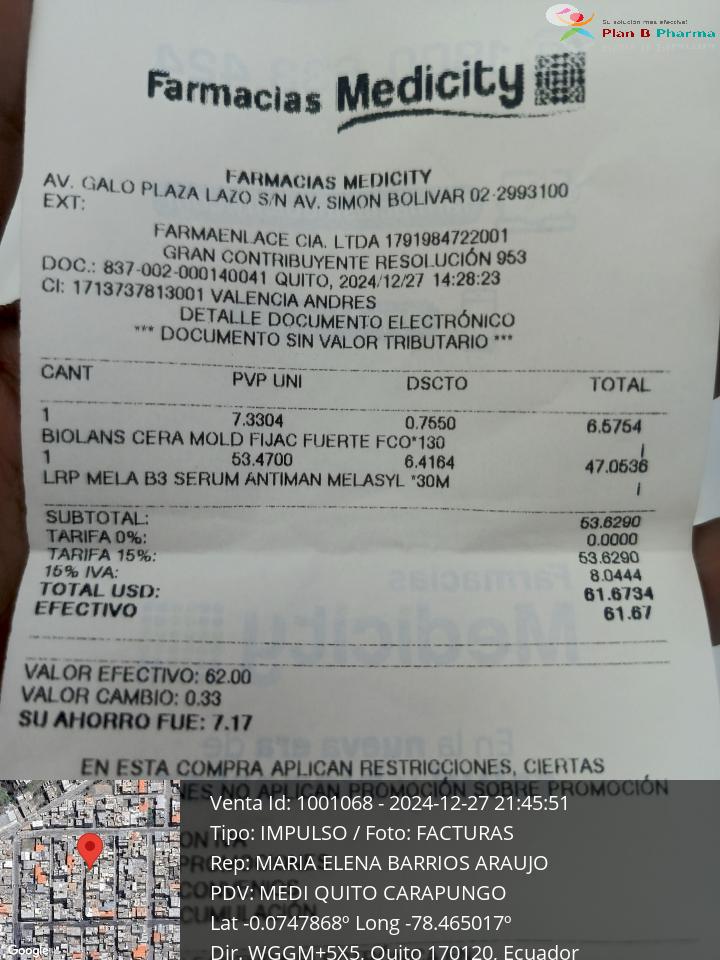 Su solución más efectiva!
Plan B Pharma
Farmacias Medicity
FARMACIAS MEDICITY
AV. GALO PLAZA LAZO S/N AV. SIMON BOLIVAR 02-2993100
EXT:
FARMAENLACE CIA. LTDA 1791984722001
GRAN CONTRIBUYENTE RESOLUCIÓN 953
DOC.: 837-002-000140041 QUITO, 2024/12/27 14:28:23
CI: 1713737813001 VALENCIA ANDRES
DETALLE DOCUMENTO ELECTRÓNICO
*** DOCUMENTO SIN VALOR TRIBUTARIO ***
CANT PVP UNI DSCTO TOTAL
1 7.3304 0.7550 6.5754
BIOLANS CERA MOLD FIJAC FUERTE FCO*130 i
1 53.4700 6.4164 47.0536
LRP MELA B3 SERUM ANTIMAN MELASYL *30M i
SUBTOTAL: 53.6290
TARIFA 0%: 0.0000
TARIFA 15%: 53.6290
15% IVA: 8.0444
TOTAL USD: 61.6734
EFECTIVO 61.67
VALOR EFECTIVO: 62.00
VALOR CAMBIO: 0.33
SU AHORRO FUE: 7.17
EN ESTA COMPRA APLICAN RESTRICCIONES, CIERTAS
NO APLICAN PROMOCIÓN SOBRE PROMOCIÓN
Venta Id: 1001068 - 2024-12-27 21:45:51
Tipo: IMPULSO / Foto: FACTURAS
Rep: MARIA ELENA BARRIOS ARAUJO
PDV: MEDI QUITO CARAPUNGO
Lat -0.0747868º Long -78.465017º
Dir. WGGM+5X5, Quito 170120, Ecuador
Google